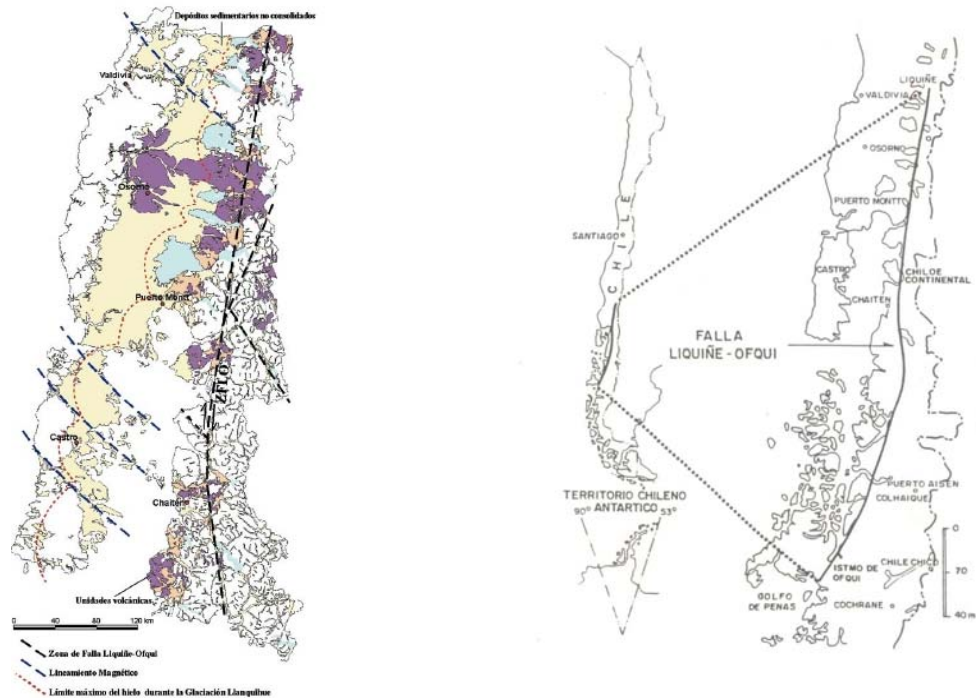 Depósitos sedimentarios no consolidados
Valdivia
Osorno
Puerto Montt
ZFLO
Castro
Chaitén
Unidades volcánicas
0 40 80 120 km
Zona de Falla Liquiñe-Ofqui
Lineamiento Magnético
Límite máximo del hielo durante la Glaciación Llanquihue
LIQUIÑE
VALDIVIA
OSORNO
PUERTO MONTT
SANTIAGO
CHILE
CASTRO
CHILOE
CONTINENTAL
CHAITEN
FALLA
LIQUIÑE - OFQUI
PUERTO AISEN
COIHAIQUE
TERRITORIO CHILENO
ANTARTICO
90° 53°
ISTMO DE
OFQUI
CHILE CHICO
GOLFO
DE PENAS
COCHRANE
0
70